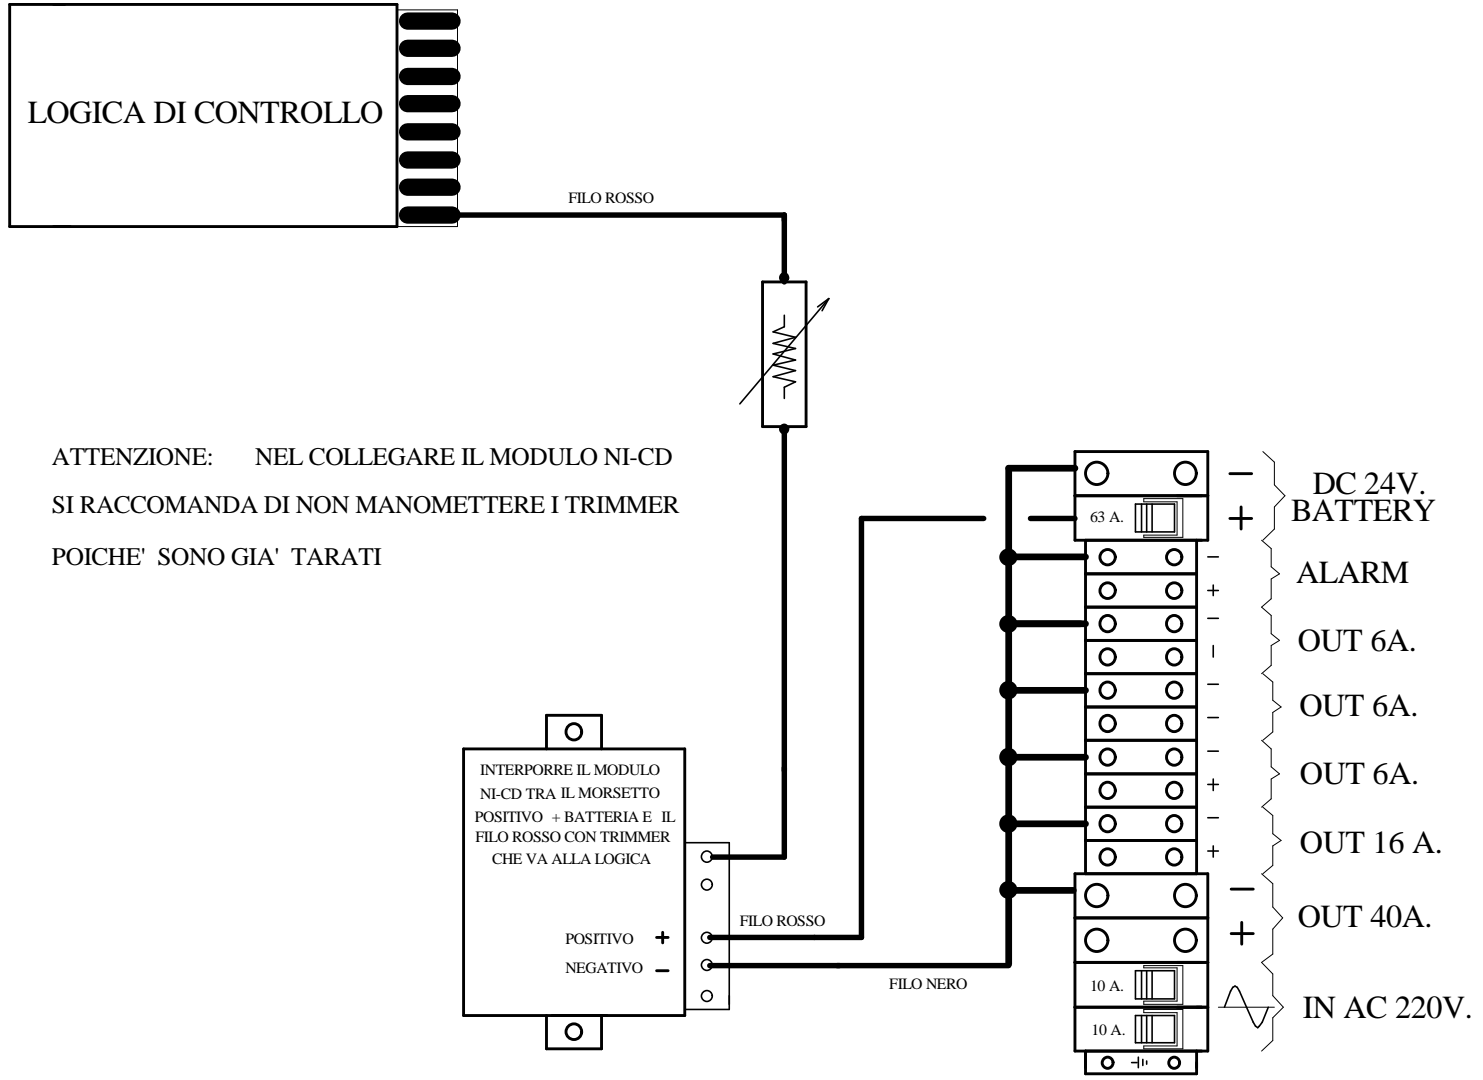 LOGICA DI CONTROLLO
FILO ROSSO
ATTENZIONE: NEL COLLEGARE IL MODULO NI-CD
SI RACCOMANDA DI NON MANOMETTERE I TRIMMER
POICHE' SONO GIA' TARATI
INTERPORRE IL MODULO
NI-CD TRA IL MORSETTO
POSITIVO + BATTERIA E IL
FILO ROSSO CON TRIMMER
CHE VA ALLA LOGICA
POSITIVO +
NEGATIVO −
FILO ROSSO
FILO NERO
−
DC 24V.
63 A.
+
BATTERY
−
ALARM
+
−
OUT 6A.
−
−
OUT 6A.
−
−
OUT 6A.
+
−
OUT 16 A.
+
−
OUT 40A.
+
10 A.
IN AC 220V.
10 A.